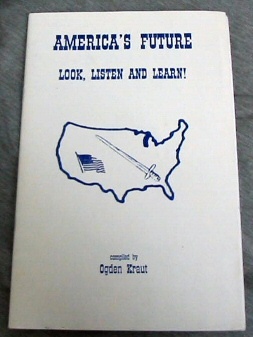 AMERICA'S FUTURE
LOOK, LISTEN AND LEARN!
compiled by
Ogden Kraut